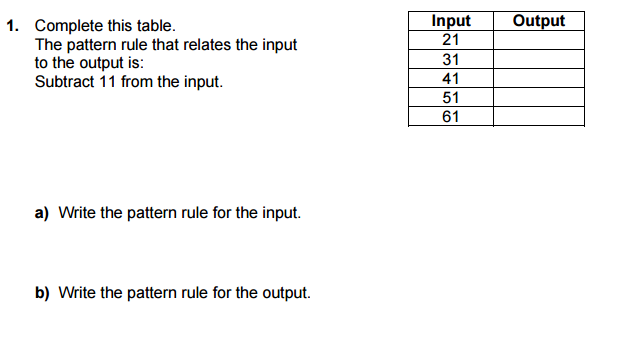 1. Complete this table.
The pattern rule that relates the input
to the output is:
Subtract 11 from the input.
Input Output
21
31
41
51
61
a) Write the pattern rule for the input.
b) Write the pattern rule for the output.